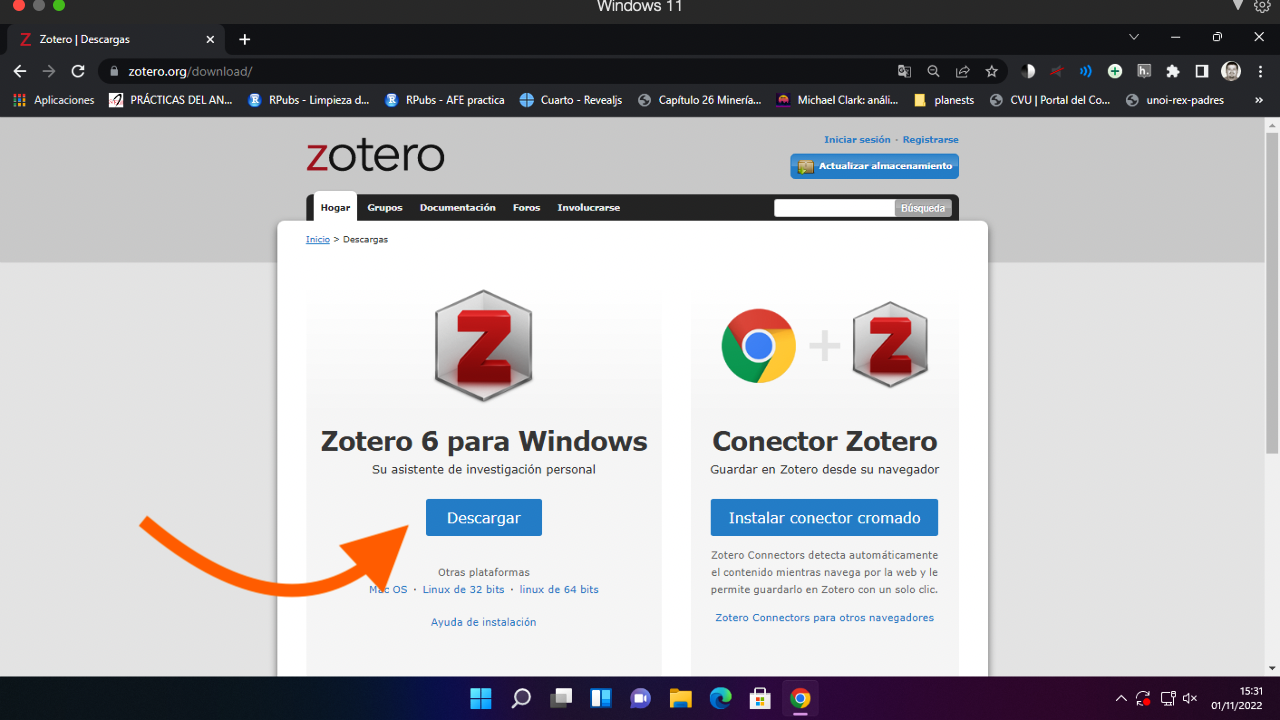 Windows 11
Zotero | Descargas
zotero.org/download/
Aplicaciones
PRÁCTICAS DEL AN...
RPubs - Limpieza d...
RPubs - AFE practica
Cuarto - Revealjs
Capítulo 26 Minería...
Michael Clark: análi...
planests
CVU | Portal del Co...
unoi-rex-padres
»
zotero
Iniciar sesión · Registrarse
Actualizar almacenamiento
Hogar
Grupos
Documentación
Foros
Involucrarse
Búsqueda
Inicio > Descargas
Zotero 6 para Windows
Su asistente de investigación personal
Descargar
Otras plataformas
Mac OS · Linux de 32 bits · linux de 64 bits
Ayuda de instalación
Conector Zotero
Guardar en Zotero desde su navegador
Instalar conector cromado
Zotero Connectors detecta automáticamente
el contenido mientras navega por la web y le
permite guardarlo en Zotero con un solo clic.
Zotero Connectors para otros navegadores
15:31
01/11/2022